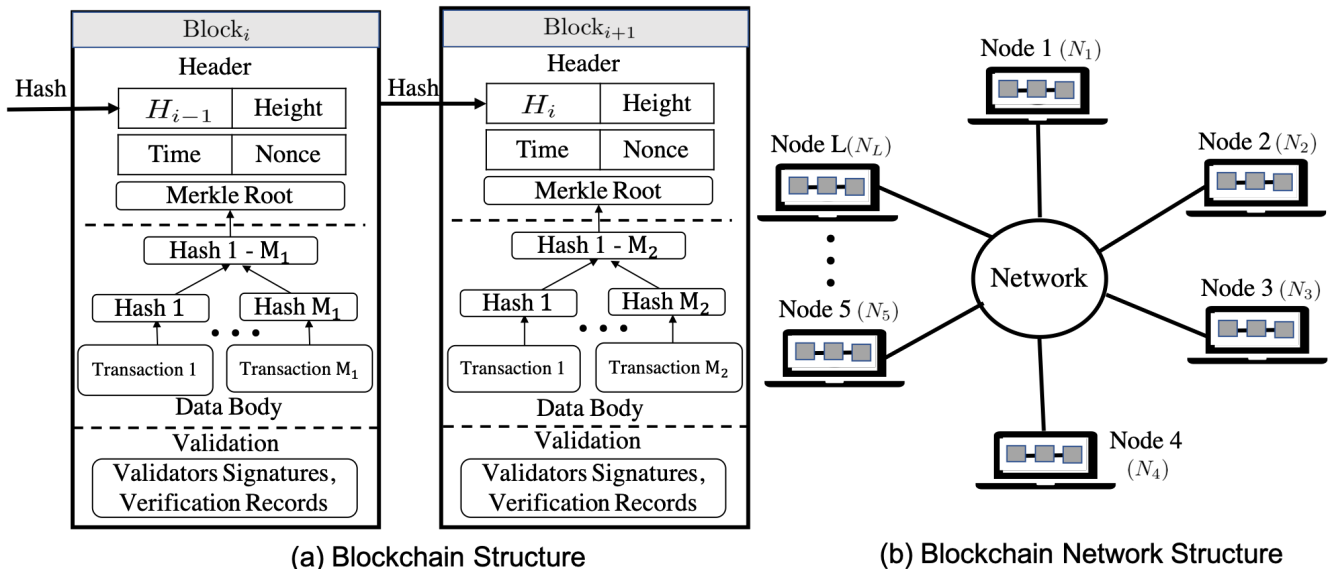 Block_i
Header
Hash
H_{i-1} Height
Time Nonce
Merkle Root
Hash 1 - M_1
Hash 1 Hash M_1
Transaction 1 Transaction M_1
Data Body
Validation
Validators Signatures,
Verification Records
Block_{i+1}
Header
Hash
H_i Height
Time Nonce
Merkle Root
Hash 1 - M_2
Hash 1 Hash M_2
Transaction 1 Transaction M_2
Data Body
Validation
Validators Signatures,
Verification Records
(a) Blockchain Structure
Node 1 (N_1)
Node L(N_L)
Node 2 (N_2)
Network
Node 5 (N_5)
Node 3 (N_3)
Node 4
(N_4)
(b) Blockchain Network Structure